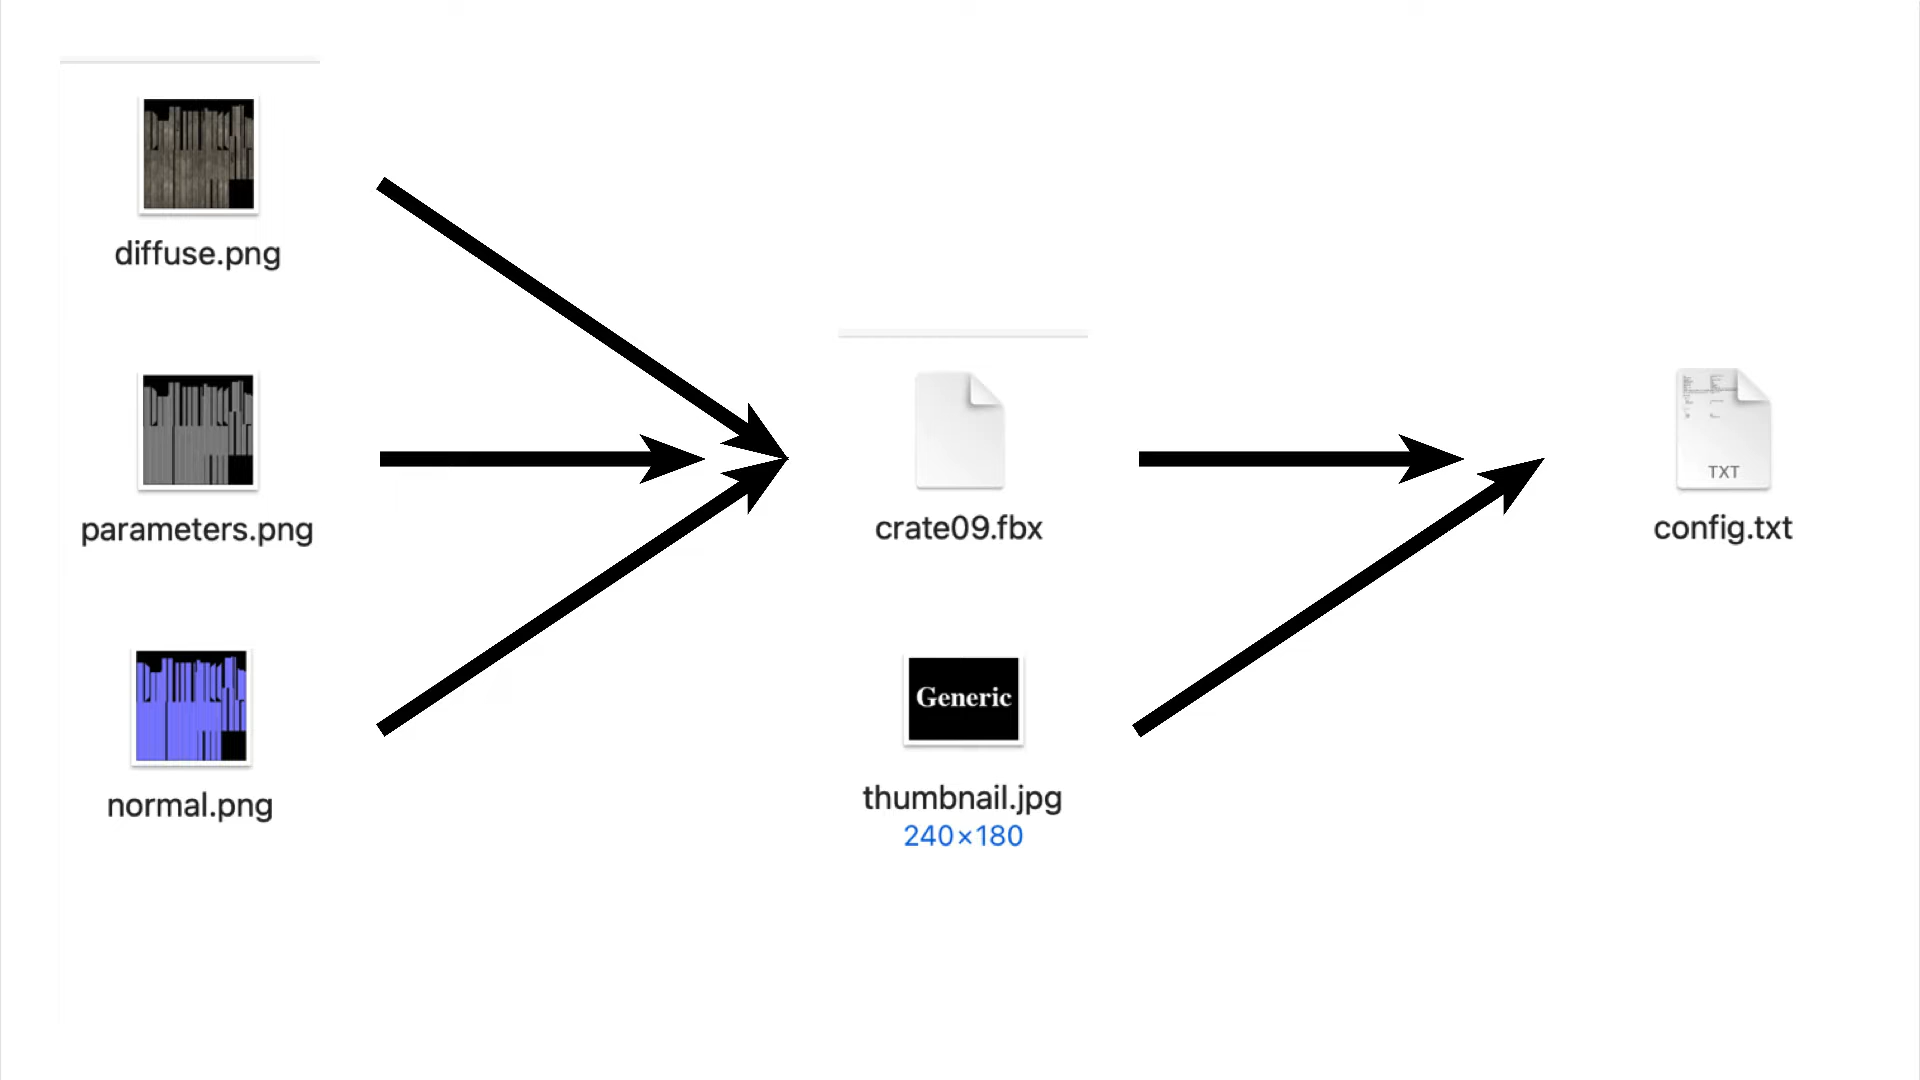 diffuse.png
parameters.png
normal.png
crate09.fbx
Generic
thumbnail.jpg
240×180
TXT
config.txt